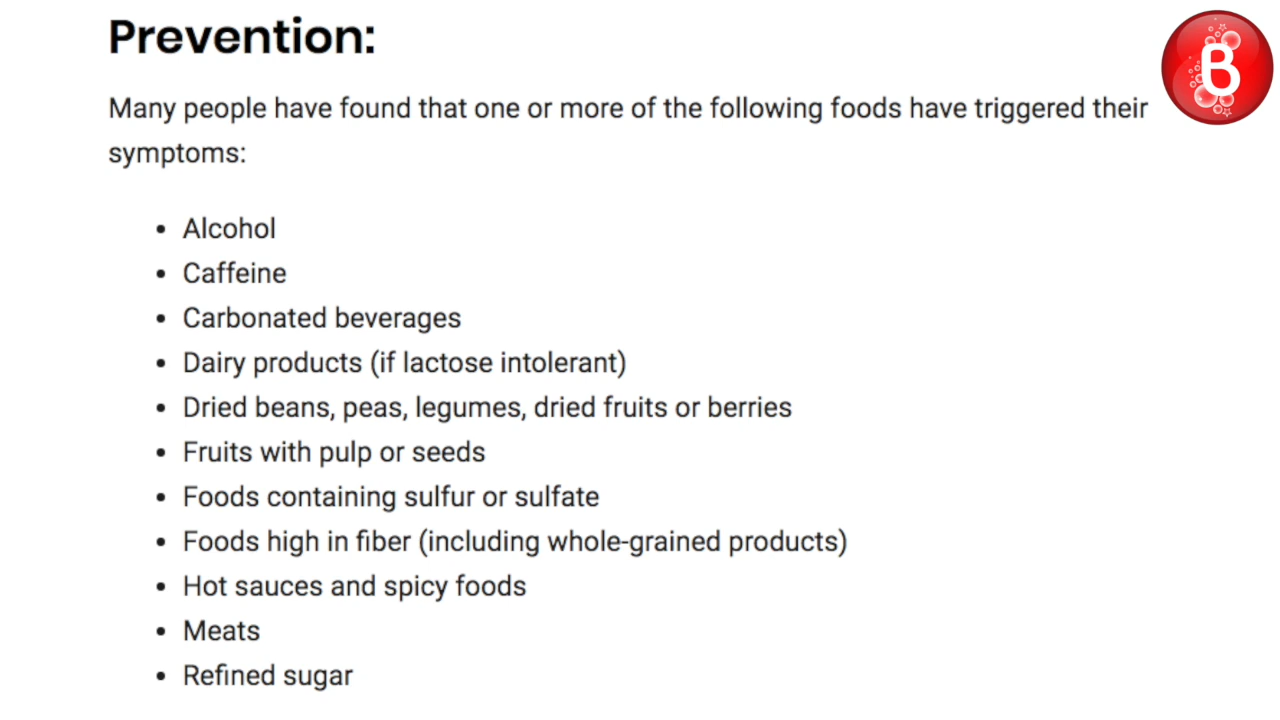 Prevention:
B
Many people have found that one or more of the following foods have triggered their
symptoms:
• Alcohol
• Caffeine
• Carbonated beverages
• Dairy products (if lactose intolerant)
• Dried beans, peas, legumes, dried fruits or berries
• Fruits with pulp or seeds
• Foods containing sulfur or sulfate
• Foods high in fiber (including whole-grained products)
• Hot sauces and spicy foods
• Meats
• Refined sugar